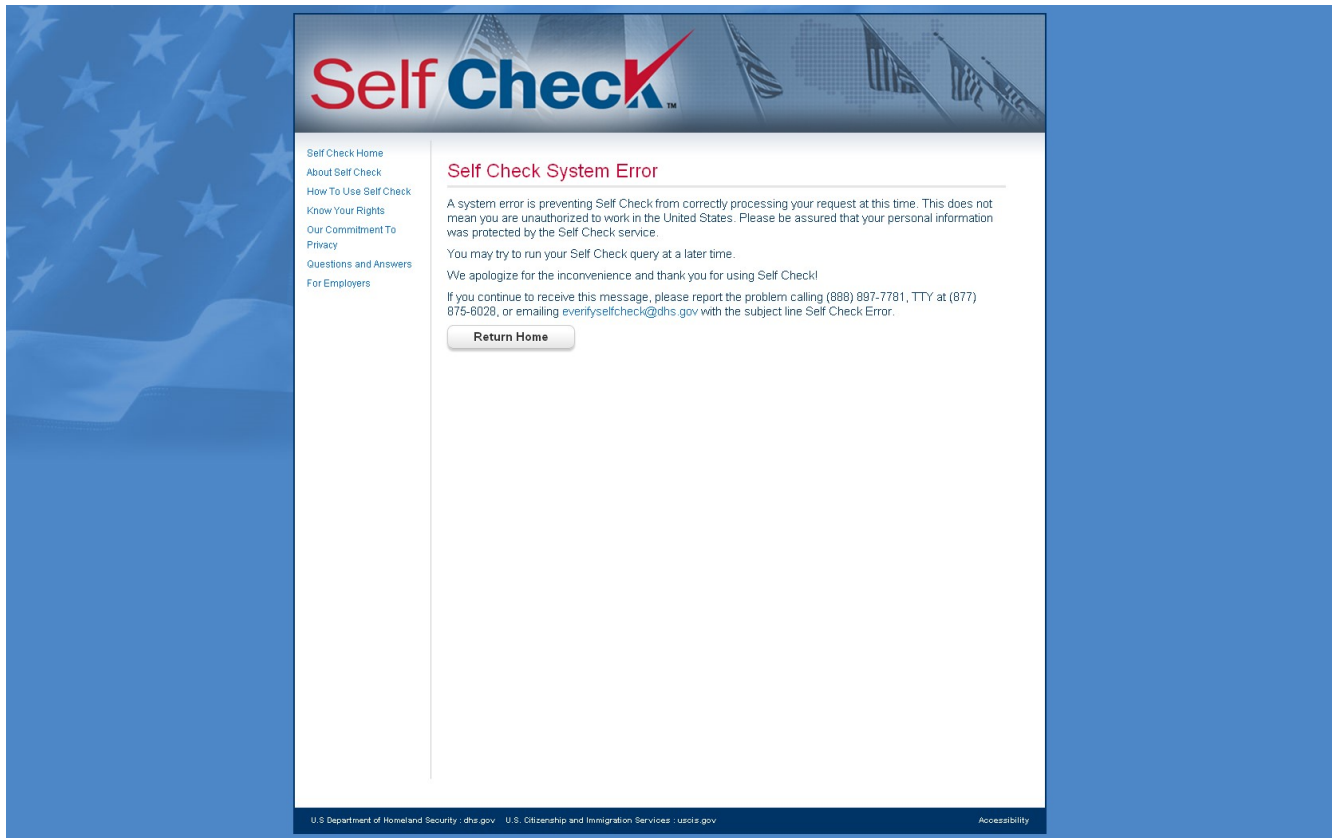 Self Check™
Self Check Home
About Self Check
How To Use Self Check
Know Your Rights
Our Commitment To
Privacy
Questions and Answers
For Employers
Self Check System Error
A system error is preventing Self Check from correctly processing your request at this time. This does not
mean you are unauthorized to work in the United States. Please be assured that your personal information
was protected by the Self Check service.
You may try to run your Self Check query at a later time.
We apologize for the inconvenience and thank you for using Self Check!
If you continue to receive this message, please report the problem calling (888) 897-7781, TTY at (877)
875-6028, or emailing everifyselfcheck@dhs.gov with the subject line Self Check Error.
Return Home
U.S Department of Homeland Security : dhs.gov U.S. Citizenship and Immigration Services : uscis.gov Accessibility